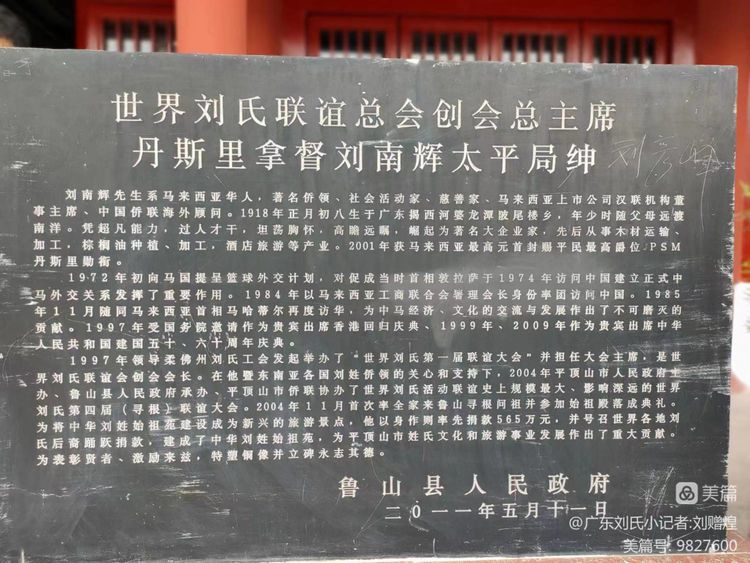 世界刘氏联谊总会创会总主席
丹斯里拿督刘南辉太平局绅
刘南辉先生系马来西亚华人，著名侨领、社会活动家、慈善家、马来西亚上市公司汉联机构董
事主席、中国侨联海外顾问。1918年正月初八生于广东揭西河婆龙潭陂尾楼乡，年少时随父母远渡
南洋。凭超凡能力，过人才干，坦荡胸怀，高瞻远瞩，崛起为著名大企业家，先后从事木材运输、
加工，棕榈油种植、加工，酒店旅游等产业。2001年获马来西亚最高元首封赐平民最高爵位PSM
丹斯里勋衔。
1972年初向马国提呈篮球外交计划，对促成当时首相敦拉萨于1974年访问中国建立正式中
马外交关系发挥了重要作用。1984年以马来西亚工商联合会署理会长身份率团访问中国。1985
年11月随同马来西亚首相马哈蒂尔再度访华，为中马经济、文化的交流与发展作出了不可磨灭的
贡献。1997年受国务院邀请作为贵宾出席香港回归庆典、1999年、2009年作为贵宾出席中华
人民共和国建国五十、六十周年庆典。
1997年领导柔佛州刘氏工会发起举办了“世界刘氏第一届联谊大会”并担任大会主席，是世
界刘氏联谊会创会会长。在他暨东南亚各国刘姓侨领的关心和支持下，2004年平顶山市人民政府主
办、鲁山县人民政府承办、平顶山市侨联协办了世界刘氏活动联谊史上规模最大、影响深远的世界
刘氏第四届（寻根）联谊大会。2004年11月首次率全家来鲁山寻根问祖并参加始祖殿落成典礼。
为将中华刘姓始祖苑建设成为新兴的旅游景点，他以身作则率先捐款565万元，并号召世界各地刘
氏后裔踊跃捐款，建成了中华刘姓始祖苑，为平顶山市姓氏文化和旅游事业发展作出了重大贡献。
为表彰贤者、激励来兹，特塑铜像并立碑永志其德。
鲁山县人民政府
二〇一一年五月十一日
美篇
@广东刘氏小记者:刘赠煌
美篇号: 9827600